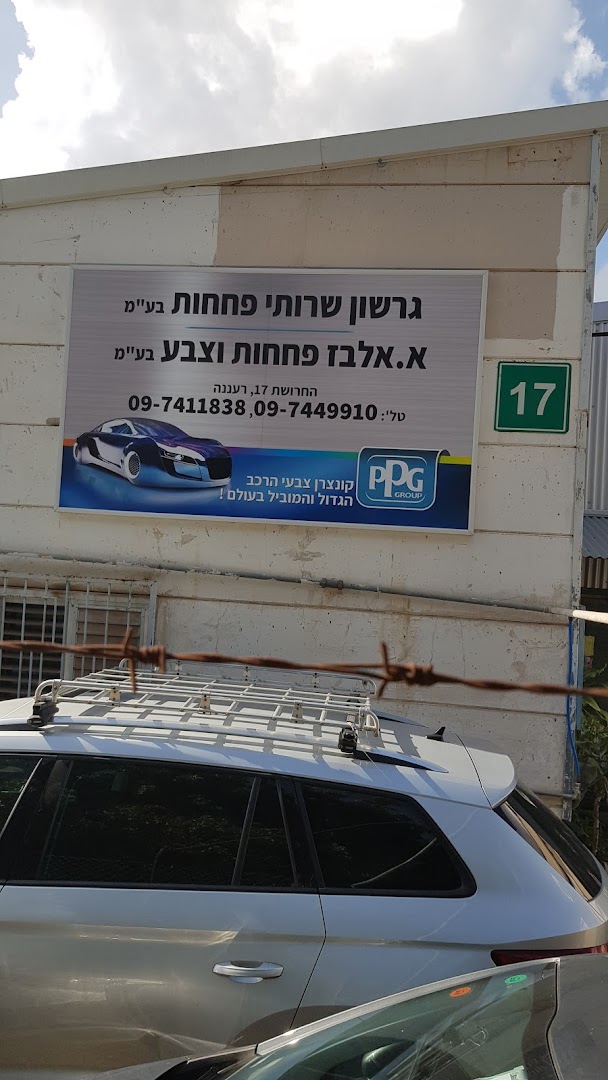 גרשון שרותי פחחות בע"מ
א.אלבז פחחות וצבע בע"מ
החרושת 17, רעננה
טל': 09-7449910, 09-7411838
קונצרן צבעי הרכב
הגדול והמוביל בעולם !
PPG
GROUP
17